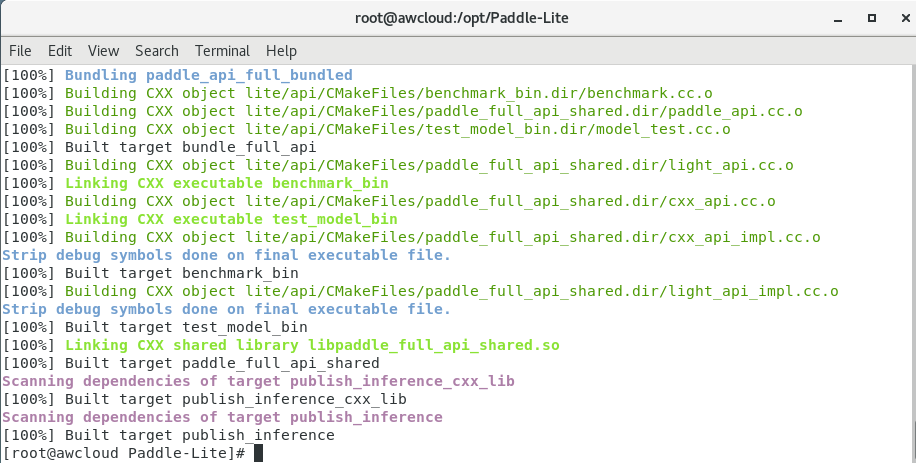 root@awcloud:/opt/Paddle-Lite
File Edit View Search Terminal Help
[100%] Bundling paddle_api_full_bundled
[100%] Building CXX object lite/api/CMakeFiles/benchmark_bin.dir/benchmark.cc.o
[100%] Building CXX object lite/api/CMakeFiles/paddle_full_api_shared.dir/paddle_api.cc.o
[100%] Building CXX object lite/api/CMakeFiles/test_model_bin.dir/model_test.cc.o
[100%] Built target bundle_full_api
[100%] Building CXX object lite/api/CMakeFiles/paddle_full_api_shared.dir/light_api.cc.o
[100%] Linking CXX executable benchmark_bin
[100%] Building CXX object lite/api/CMakeFiles/paddle_full_api_shared.dir/cxx_api.cc.o
[100%] Linking CXX executable test_model_bin
[100%] Building CXX object lite/api/CMakeFiles/paddle_full_api_shared.dir/cxx_api_impl.cc.o
Strip debug symbols done on final executable file.
[100%] Built target benchmark_bin
[100%] Building CXX object lite/api/CMakeFiles/paddle_full_api_shared.dir/light_api_impl.cc.o
Strip debug symbols done on final executable file.
[100%] Built target test_model_bin
[100%] Linking CXX shared library libpaddle_full_api_shared.so
[100%] Built target paddle_full_api_shared
Scanning dependencies of target publish_inference_cxx_lib
[100%] Built target publish_inference_cxx_lib
Scanning dependencies of target publish_inference
[100%] Built target publish_inference
[root@awcloud Paddle-Lite]#